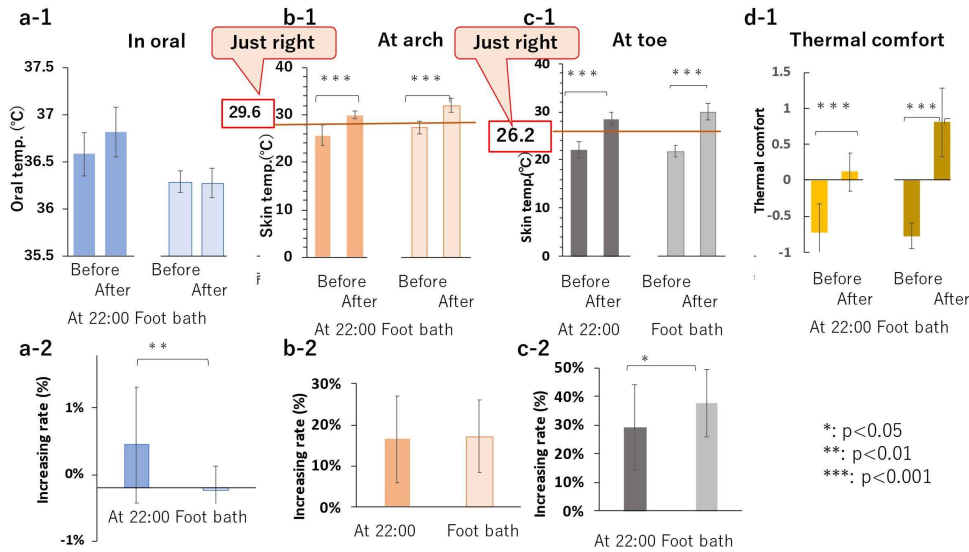 a-1
In oral
37.5
37
36.5
36
35.5
Oral temp. (°C)
Before
After
At 22:00 Foot bath
b-1
Just right
At arch
29.6
40
30
20
10
0
Skin temp.(°C)
***
***
Before
After
Before
After
At 22:00 Foot bath
c-1
Just right
At toe
26.2
40
30
20
10
0
Skin temp.(°C)
***
***
Before
After
Before
After
At 22:00
Foot bath
d-1
Thermal comfort
1.5
1
0.5
0
-0.5
-1
Thermal comfort
***
***
Before
After
Before
After
At 22:00 Foot bath
a-2
**
1%
0%
-1%
Increasing rate (%)
At 22:00 Foot bath
b-2
30%
20%
10%
0%
Increasing rate (%)
At 22:00
Foot bath
c-2
*
50%
40%
30%
20%
10%
0%
Increasing rate (%)
At 22:00 Foot bath
*: p<0.05
**: p<0.01
***: p<0.001